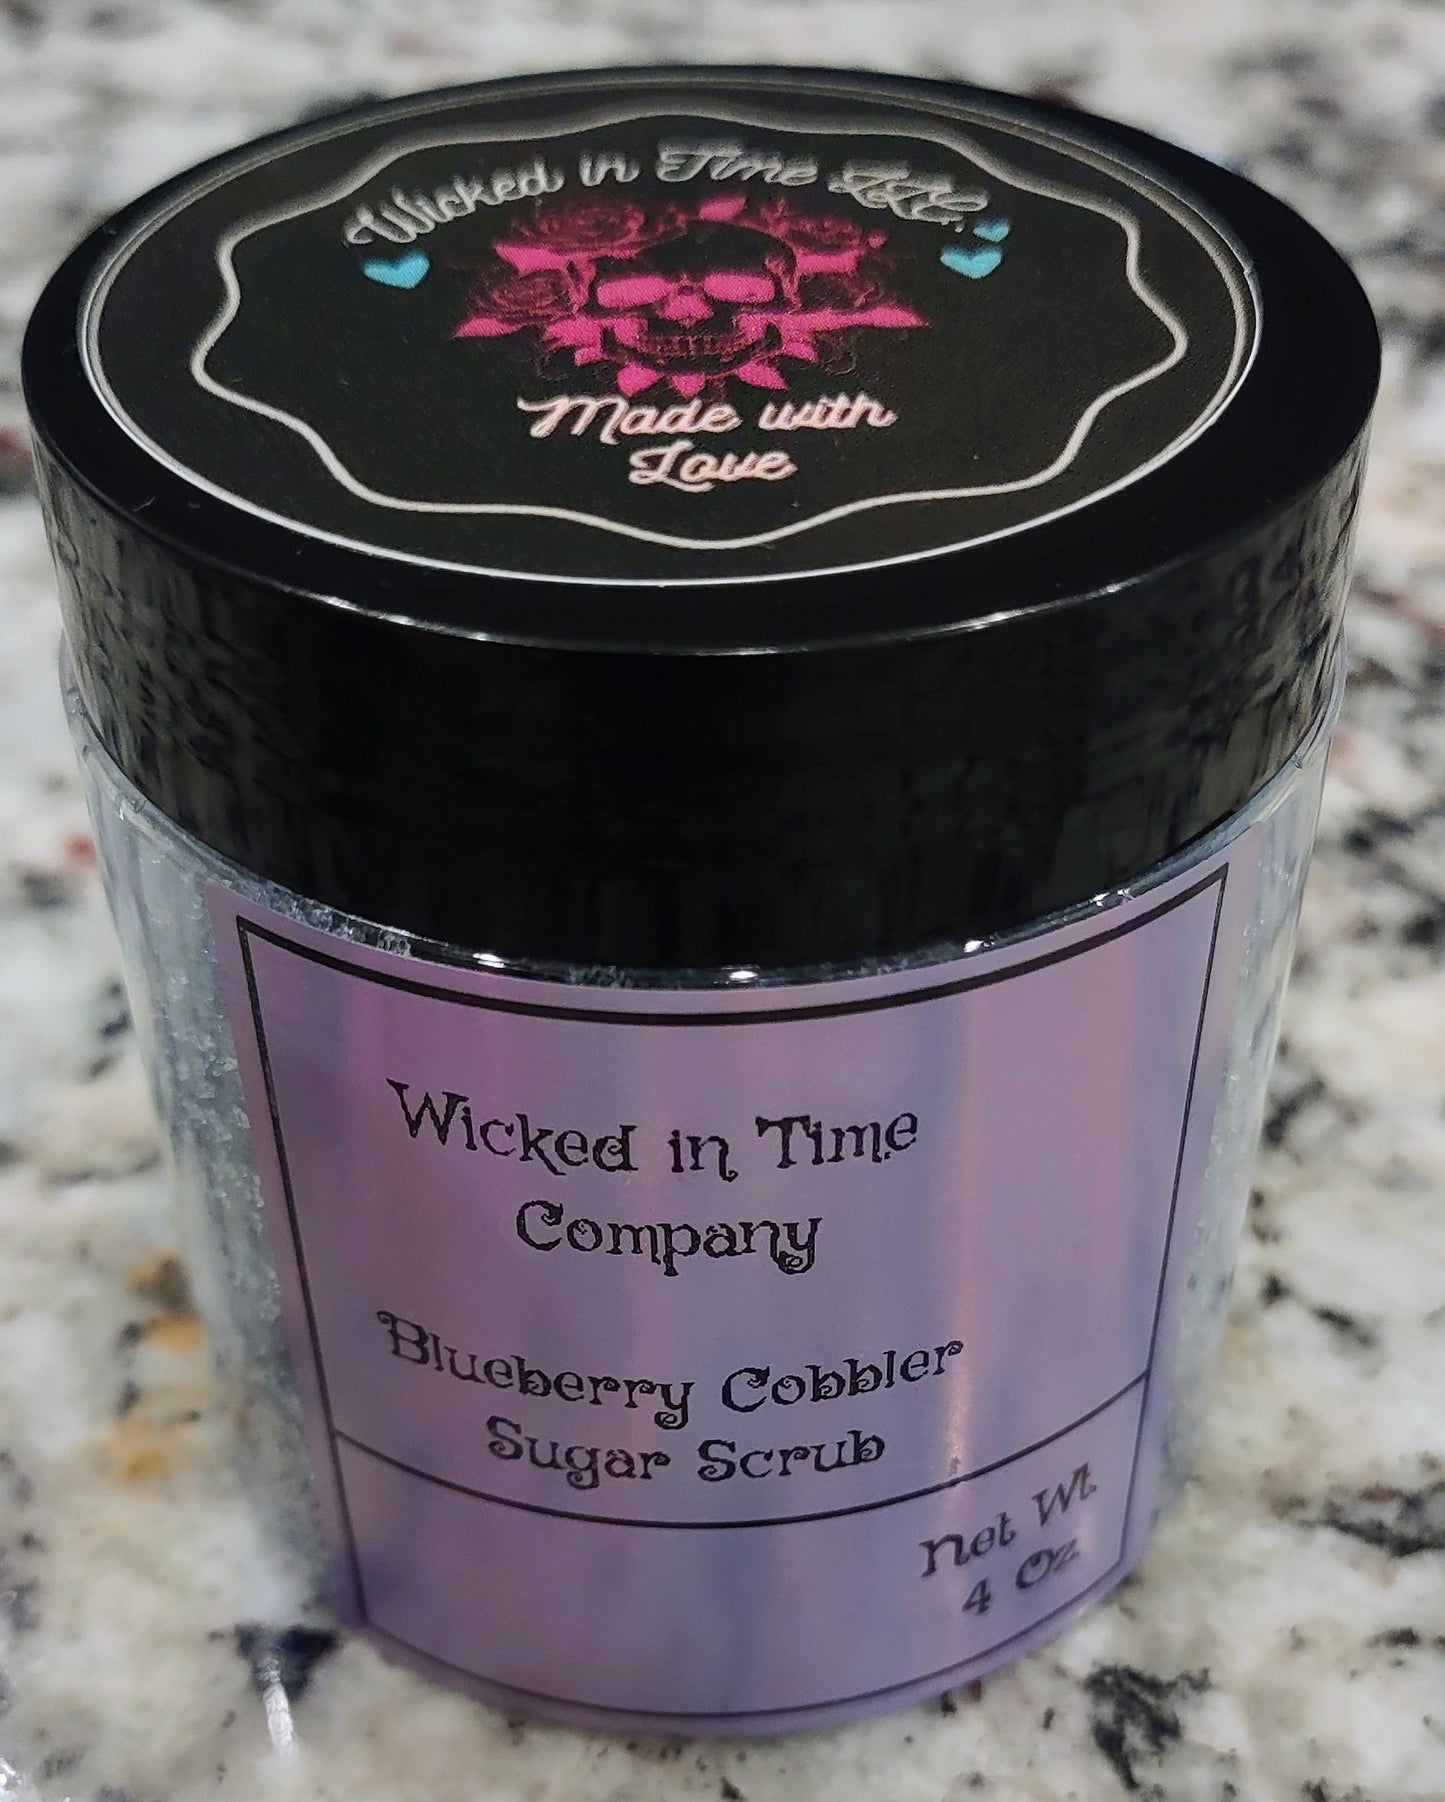 Wicked in Time LLC.
Made with
Love
Wicked in Time
Company
Blueberry Cobbler
Sugar Scrub
Net Wt
4 Oz